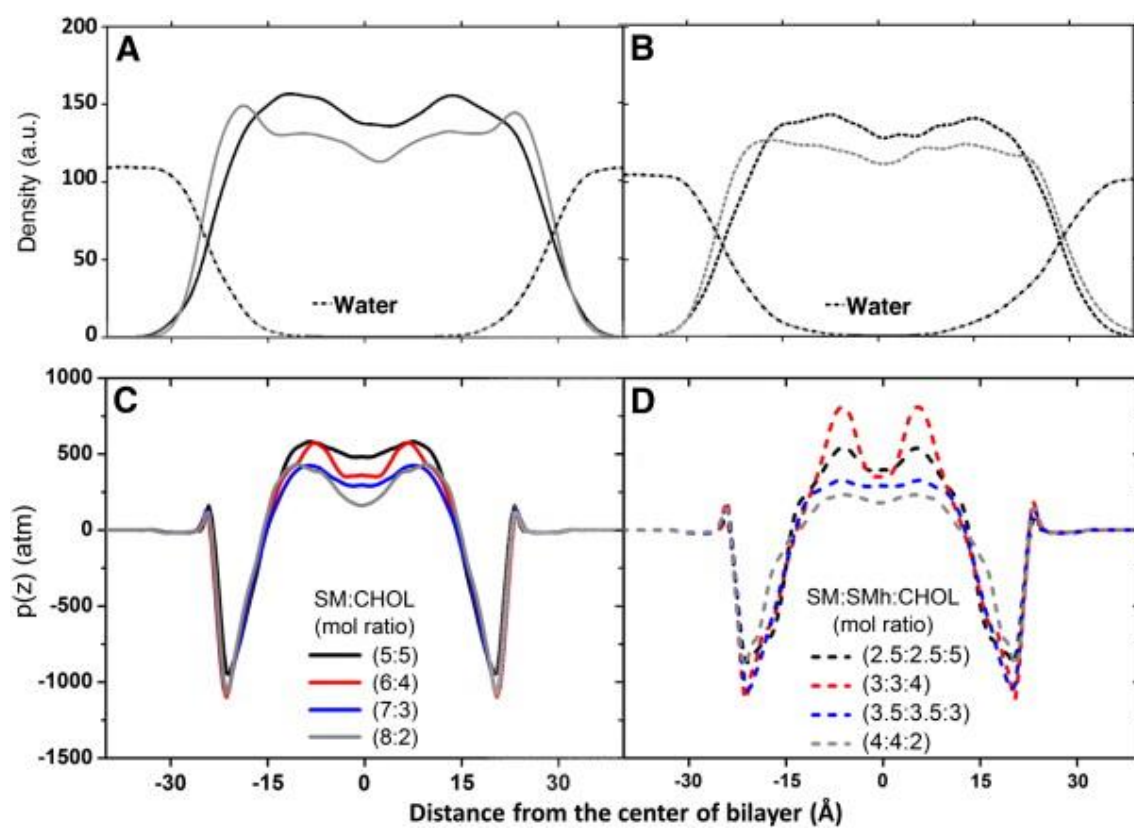 A
B
200
150
100
50
0
Density (a.u.)
Water
Water
C
D
1000
500
0
-500
-1000
-1500
p(z) (atm)
SM:CHOL
(mol ratio)
(5:5)
(6:4)
(7:3)
(8:2)
SM:SMh:CHOL
(mol ratio)
(2.5:2.5:5)
(3:3:4)
(3.5:3.5:3)
(4:4:2)
-30 -15 0 15 30 -30 -15 0 15 30
Distance from the center of bilayer (Å)